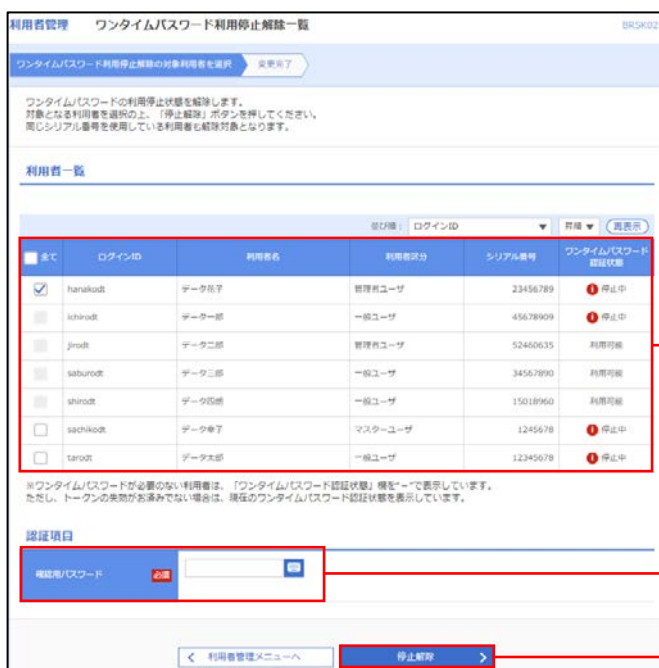 利用者管理 ワンタイムパスワード利用停止解除一覧 BRSK02
ワンタイムパスワード利用停止解除の対象利用者を選択 変更完了
ワンタイムパスワードの利用停止状態を解除します。
対象となる利用者を選択の上、「停止解除」ボタンを押してください。
同じシリアル番号を使用している利用者も解除対象となります。
利用者一覧
並び順： ログインID 昇順 再表示
全て ログインID 利用者名 利用者区分 シリアル番号 ワンタイムパスワード
認証状態
hanakodt データ花子 管理者ユーザ 23456789 停止中
ichirodt データ一郎 一般ユーザ 45678909 停止中
jirodt データ二郎 管理者ユーザ 52460635 利用可能
saburodt データ三郎 一般ユーザ 34567890 利用可能
shirodt データ四郎 一般ユーザ 15018960 利用可能
sachikodt データ幸子 マスターユーザ 1245678 停止中
tarodt データ太郎 一般ユーザ 12345678 停止中
※ワンタイムパスワードが必要のない利用者は、「ワンタイムパスワード認証状態」欄を"－"で表示しています。
ただし、トークンの失効がお済みでない場合は、現在のワンタイムパスワード認証状態を表示しています。
認証項目
確認用パスワード 必須
利用者管理メニューへ 停止解除